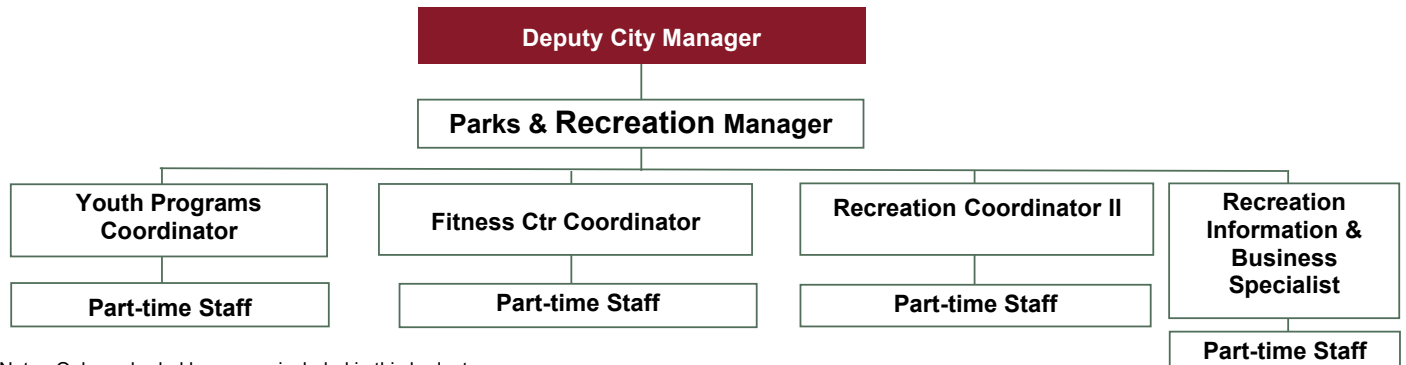 Deputy City Manager
Parks & Recreation Manager
Youth Programs
Coordinator
Fitness Ctr Coordinator
Recreation Coordinator II
Recreation
Information &
Business
Specialist
Part-time Staff
Part-time Staff
Part-time Staff
Part-time Staff